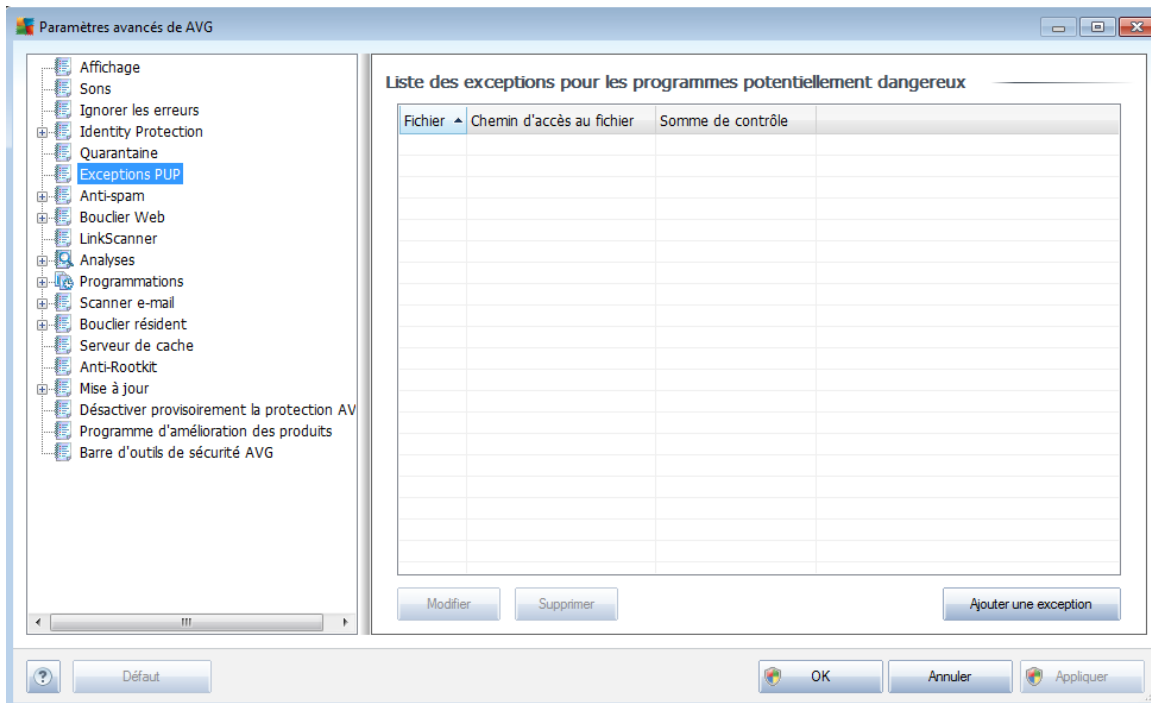 Paramètres avancés de AVG
Affichage
Sons
Ignorer les erreurs
Identity Protection
Quarantaine
Exceptions PUP
Anti-spam
Bouclier Web
LinkScanner
Analyses
Programmations
Scanner e-mail
Bouclier résident
Serveur de cache
Anti-Rootkit
Mise à jour
Désactiver provisoirement la protection AV
Programme d'amélioration des produits
Barre d'outils de sécurité AVG
Liste des exceptions pour les programmes potentiellement dangereux
Fichier Chemin d'accès au fichier Somme de contrôle
Modifier Supprimer Ajouter une exception
? Défaut OK Annuler Appliquer